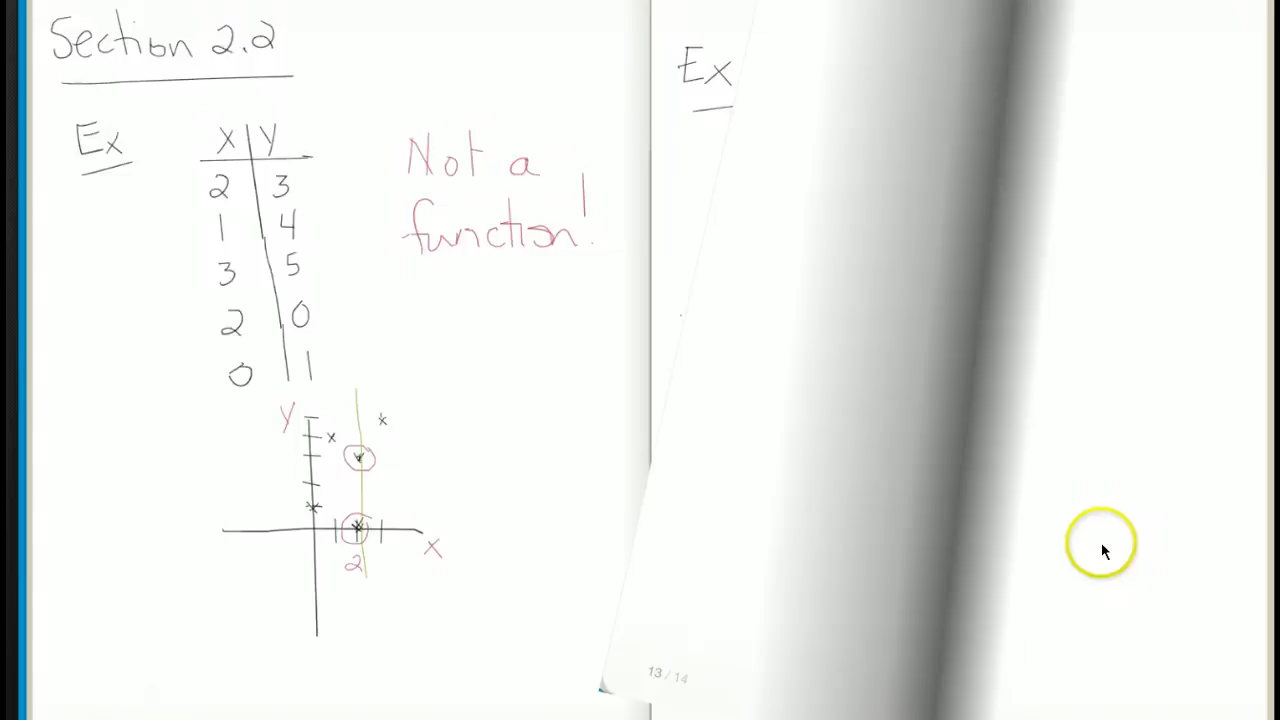 Section 2.2
Ex
X Y
2 3
1 4
3 5
2 0
0 1
Not a
function!
Y
X
2
Ex
13 / 14